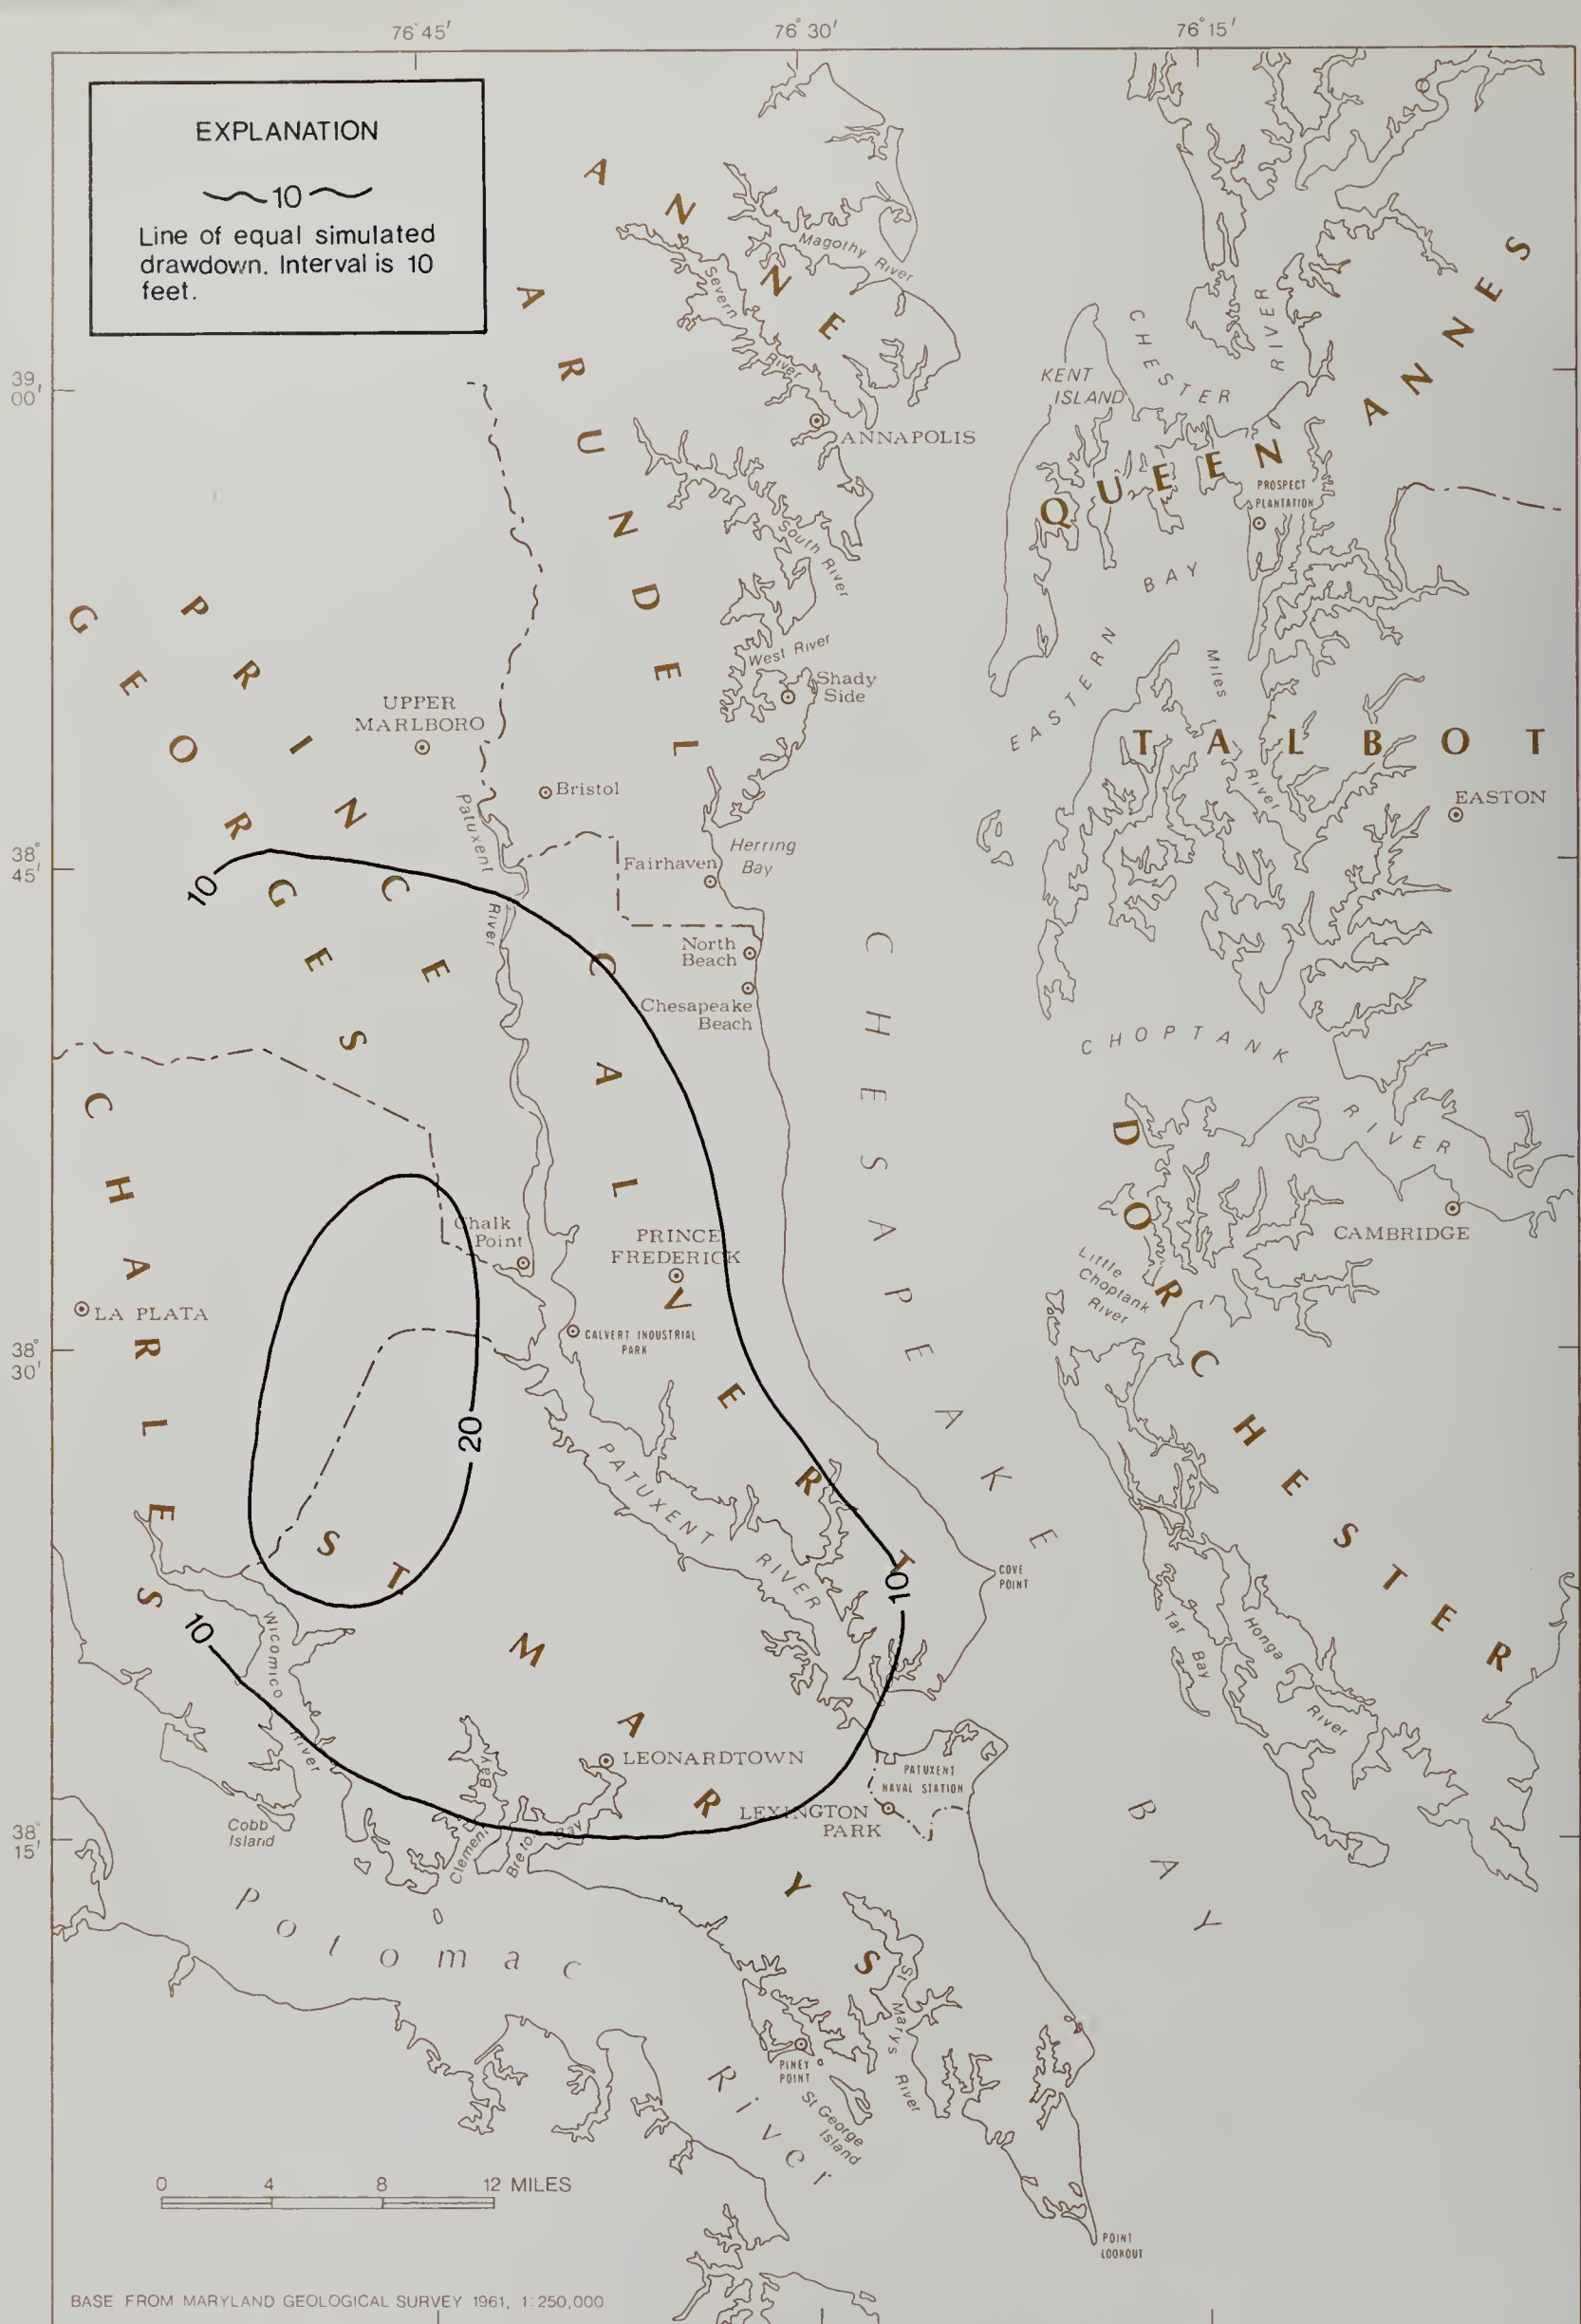 76°45'
76°30'
76°15'
EXPLANATION
10
Line of equal simulated
drawdown. Interval is 10
feet.
ANNE
ARUNDEL
Magothy River
Severn
River
CHESTER
RIVER
KENT
ISLAND
QUEEN ANNES
39°
00'
ANNAPOLIS
PROSPECT
PLANTATION
South River
EASTERN
BAY
PRINCE
GEORGES
West River
Shady
Side
Miles
River
UPPER
MARLBORO
TALBOT
Bristol
EASTON
Patuxent
River
Herring
Bay
Fairhaven
38°
45'
10
North
Beach
Chesapeake
Beach
CHESAPEAKE
BAY
CHOPTANK
RIVER
CALVERT
CHARLES
DORCHESTER
CAMBRIDGE
Chalk
Point
PRINCE
FREDERICK
Little
Choptank
River
LA PLATA
CALVERT INDUSTRIAL
PARK
38°
30'
20
PATUXENT
RIVER
COVE
POINT
10
ST MARYS
10
Wicomico
River
Tar
Bay
Honga
River
LEONARDTOWN
PATUXENT
NAVAL STATION
LEXINGTON
PARK
Cobb
Island
Clement
Bay
Breton
Bay
38°
15'
Potomac
River
St
Marys
River
PINEY
POINT
St George
Island
0 4 8 12 MILES
POINT
LOOKOUT
BASE FROM MARYLAND GEOLOGICAL SURVEY 1961, 1:250,000